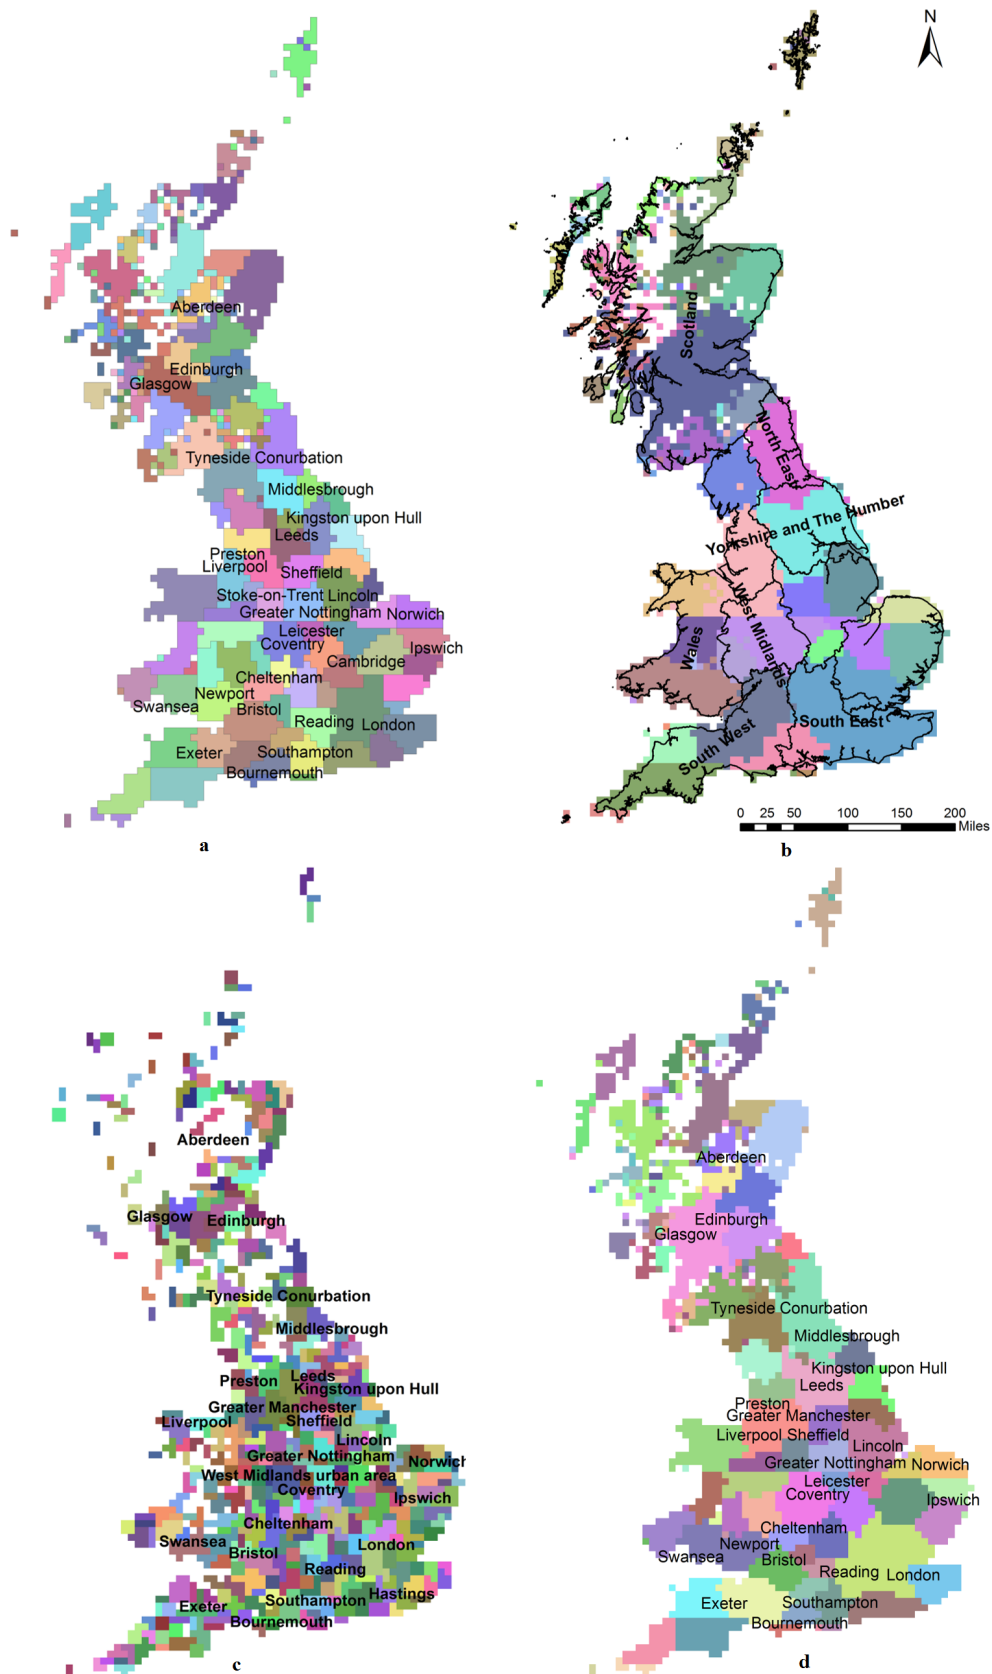 N
Aberdeen
Edinburgh
Glasgow
Tyneside Conurbation
Middlesbrough
Kingston upon Hull
Leeds
Preston
Liverpool
Sheffield
Stoke-on-Trent Lincoln
Greater Nottingham Norwich
Leicester
Coventry
Ipswich
Cambridge
Cheltenham
Newport
Swansea
Bristol
Reading
London
Exeter
Southampton
Bournemouth
a
Scotland
North East
Yorkshire and The Humber
West Midlands
Wales
South East
South West
0 25 50 100 150 200
Miles
b
Aberdeen
Glasgow
Edinburgh
Tyneside Conurbation
Middlesbrough
Preston
Leeds
Kingston upon Hull
Greater Manchester
Liverpool
Sheffield
Lincoln
Greater Nottingham
Norwich
West Midlands urban area
Coventry
Ipswich
Cheltenham
Swansea
Bristol
London
Reading
Exeter
Southampton
Hastings
Bournemouth
c
Aberdeen
Edinburgh
Glasgow
Tyneside Conurbation
Middlesbrough
Kingston upon Hull
Leeds
Preston
Greater Manchester
Liverpool Sheffield
Lincoln
Greater Nottingham Norwich
Leicester
Coventry
Ipswich
Cheltenham
Newport
Swansea
Bristol
Reading
London
Exeter
Southampton
Bournemouth
d